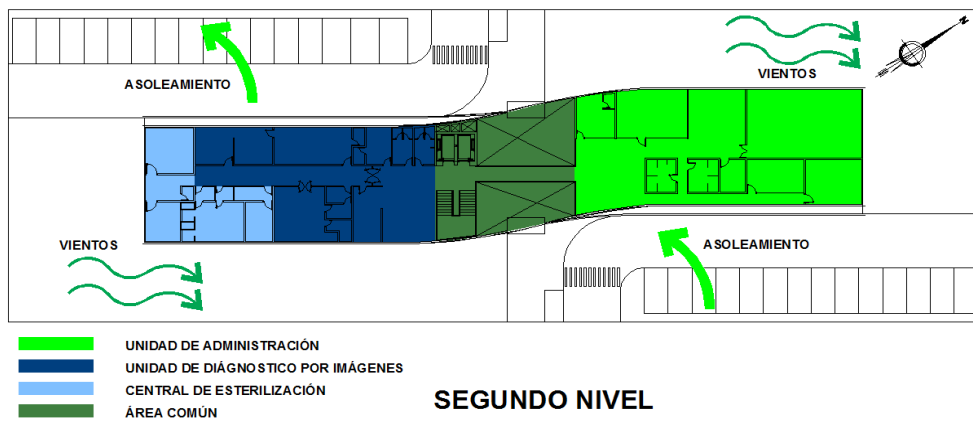 VIENTOS
N
ASOLEAMIENTO
VIENTOS
ASOLEAMIENTO
UNIDAD DE ADMINISTRACIÓN
UNIDAD DE DIÁGNOSTICO POR IMÁGENES
CENTRAL DE ESTERILIZACIÓN
ÁREA COMÚN
SEGUNDO NIVEL